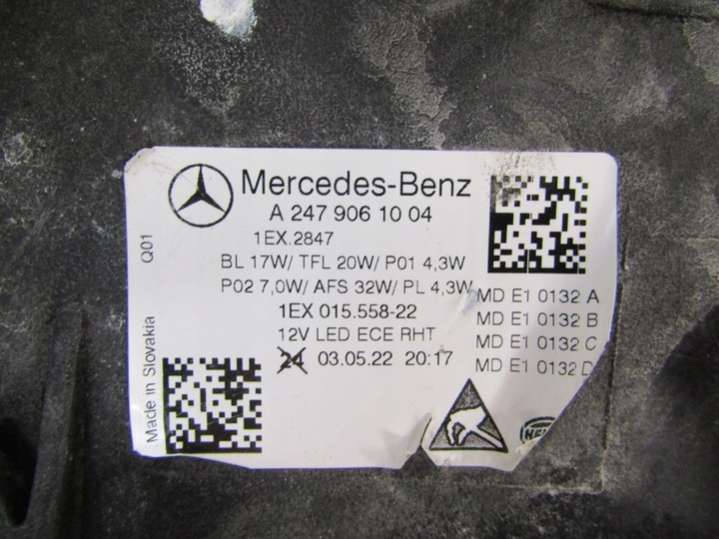 Mercedes-Benz
A 247 906 10 04
1EX.2847
BL 17W/ TFL 20W/ P01 4,3W
P02 7,0W/ AFS 32W/ PL 4,3W
1EX 015.558-22
12V LED ECE RHT
24 03.05.22 20:17
MD E1 0132 A
MD E1 0132 B
MD E1 0132 C
MD E1 0132 D
Made in Slovakia
Q01